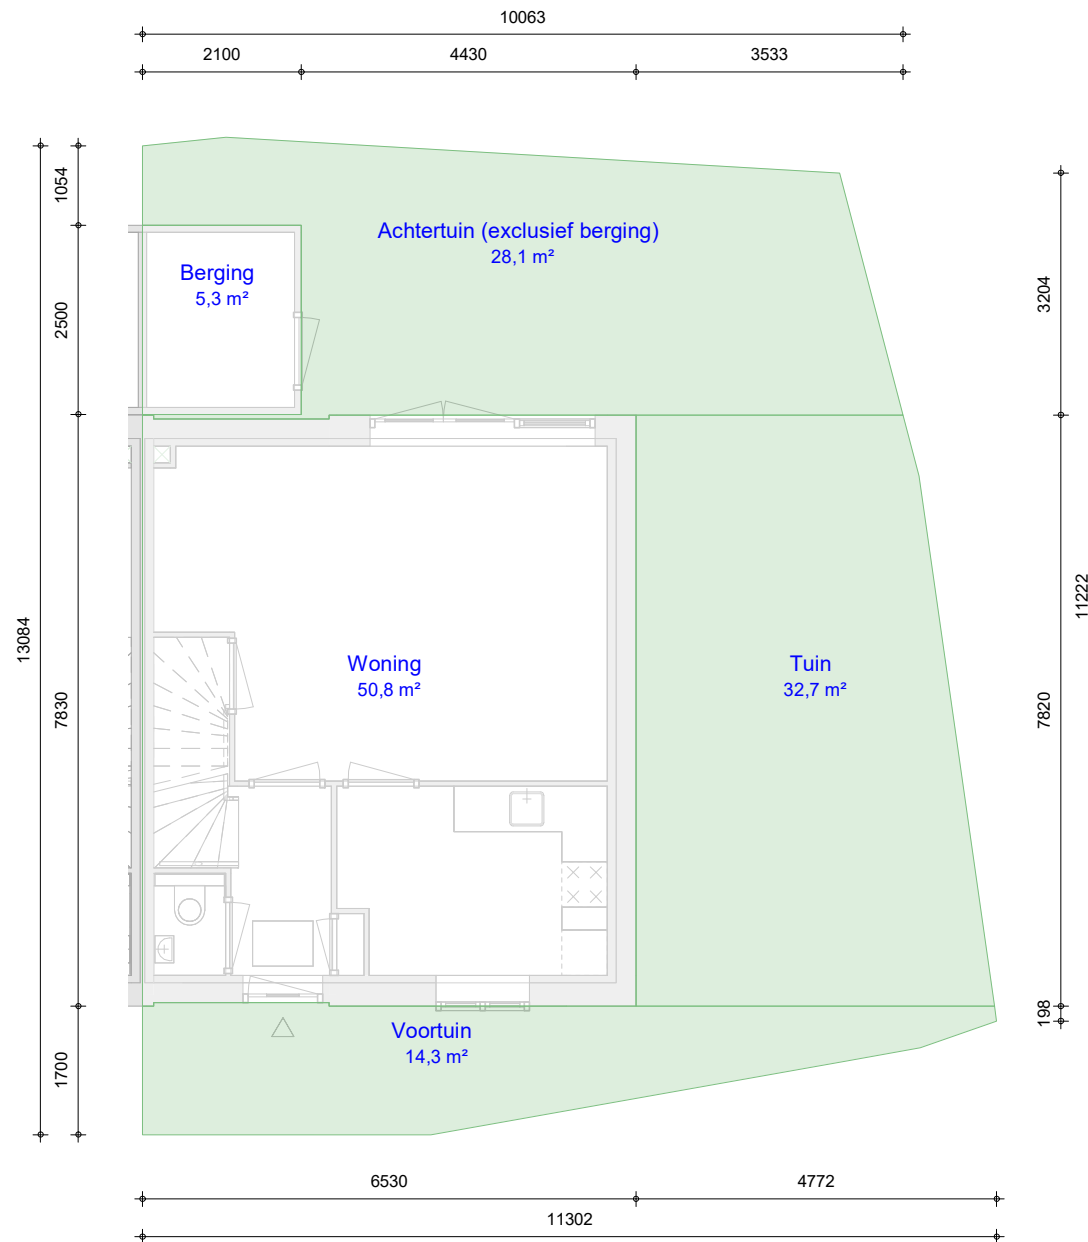 10063
2100
4430
3533
13084
1054
2500
7830
1700
Achtertuin (exclusief berging)
28,1 m²
Berging
5,3 m²
Woning
50,8 m²
Tuin
32,7 m²
Voortuin
14,3 m²
3204
11222
7820
198
6530
4772
11302